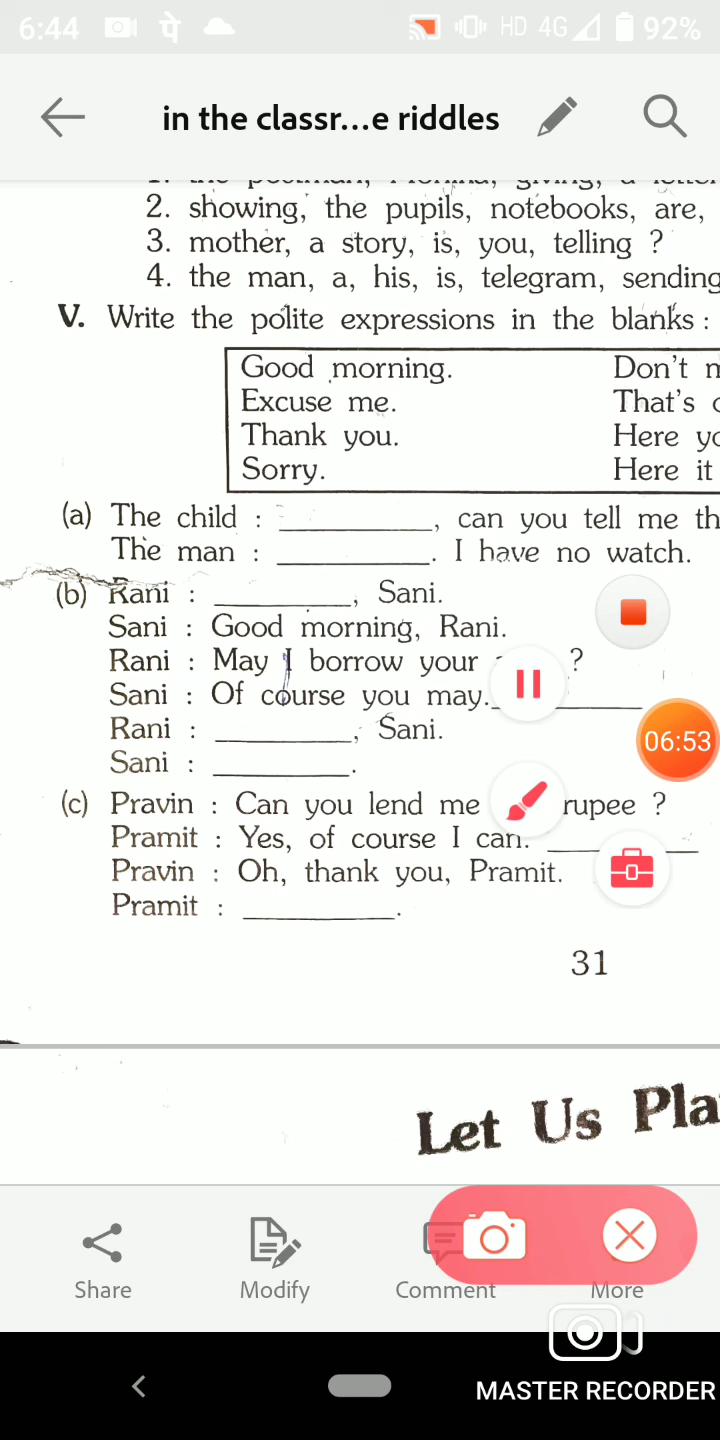 6:44 पे HD 4G 92%
in the classr...e riddles
2. showing, the pupils, notebooks, are,
3. mother, a story, is, you, telling ?
4. the man, a, his, is, telegram, sending
V. Write the polite expressions in the blanks :
Good morning. Don't
Excuse me. That's
Thank you. Here
Sorry. Here it
(a) The child : ________, can you tell me
The man : ________. I have no watch.
(b) Rani : ________, Sani.
Sani : Good morning, Rani.
Rani : May I borrow your ?
Sani : Of course you may. ________
Rani : ________, Sani.
Sani : ________.
06:53
(c) Pravin : Can you lend me rupee ?
Pramit : Yes, of course I can. ________
Pravin : Oh, thank you, Pramit.
Pramit : ________.
31
Let Us
Share Modify Comment More
MASTER RECORDER